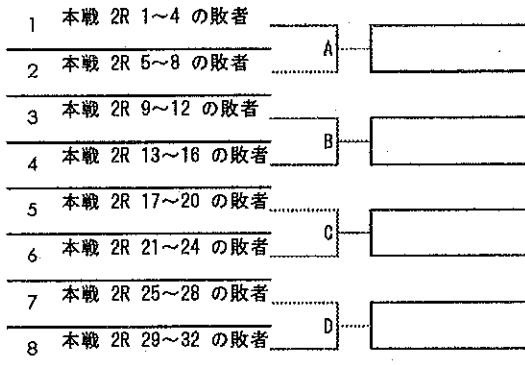 1 本戦 2R 1～4 の敗者
A
2 本戦 2R 5～8 の敗者
3 本戦 2R 9～12 の敗者
B
4 本戦 2R 13～16 の敗者
5 本戦 2R 17～20 の敗者
C
6 本戦 2R 21～24 の敗者
7 本戦 2R 25～28 の敗者
D
8 本戦 2R 29～32 の敗者